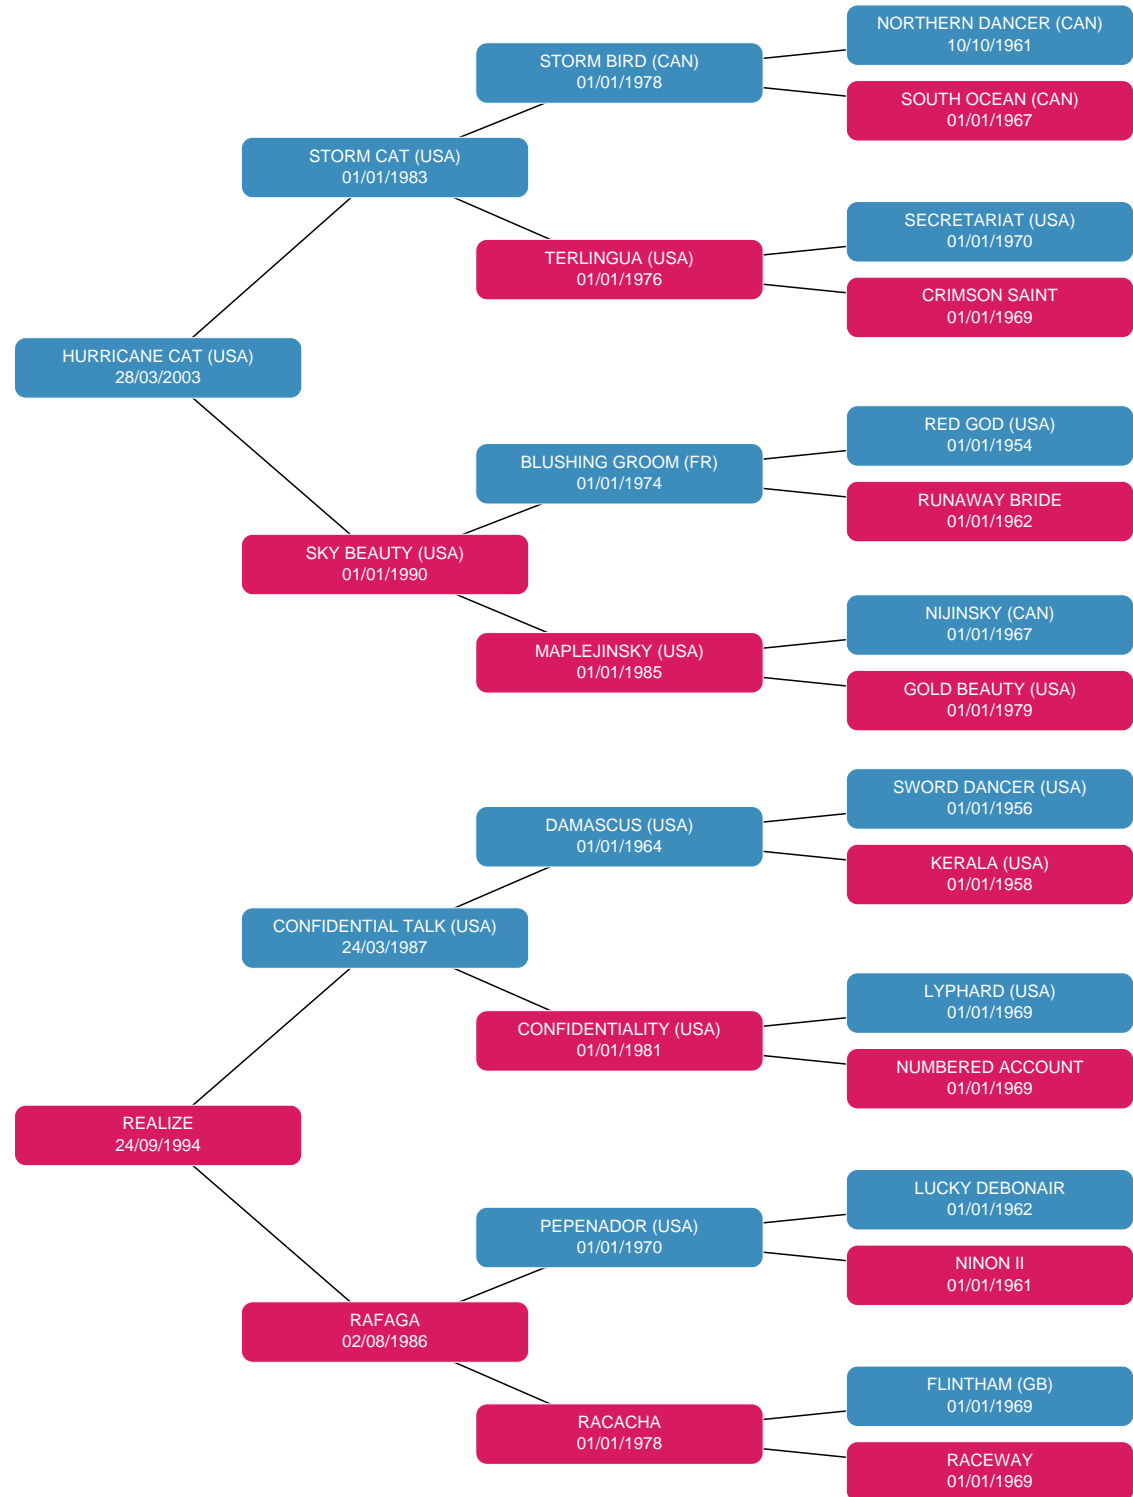 NORTHERN DANCER (CAN)
10/10/1961
STORM BIRD (CAN)
01/01/1978
SOUTH OCEAN (CAN)
01/01/1967
STORM CAT (USA)
01/01/1983
SECRETARIAT (USA)
01/01/1970
TERLINGUA (USA)
01/01/1976
CRIMSON SAINT
01/01/1969
HURRICANE CAT (USA)
28/03/2003
RED GOD (USA)
01/01/1954
BLUSHING GROOM (FR)
01/01/1974
RUNAWAY BRIDE
01/01/1962
SKY BEAUTY (USA)
01/01/1990
NIJINSKY (CAN)
01/01/1967
MAPLEJINSKY (USA)
01/01/1985
GOLD BEAUTY (USA)
01/01/1979
SWORD DANCER (USA)
01/01/1956
DAMASCUS (USA)
01/01/1964
KERALA (USA)
01/01/1958
CONFIDENTIAL TALK (USA)
24/03/1987
LYPHARD (USA)
01/01/1969
CONFIDENTIALITY (USA)
01/01/1981
NUMBERED ACCOUNT
01/01/1969
REALIZE
24/09/1994
LUCKY DEBONAIR
01/01/1962
PEPENADOR (USA)
01/01/1970
NINON II
01/01/1961
RAFAGA
02/08/1986
FLINTHAM (GB)
01/01/1969
RACACHA
01/01/1978
RACEWAY
01/01/1969